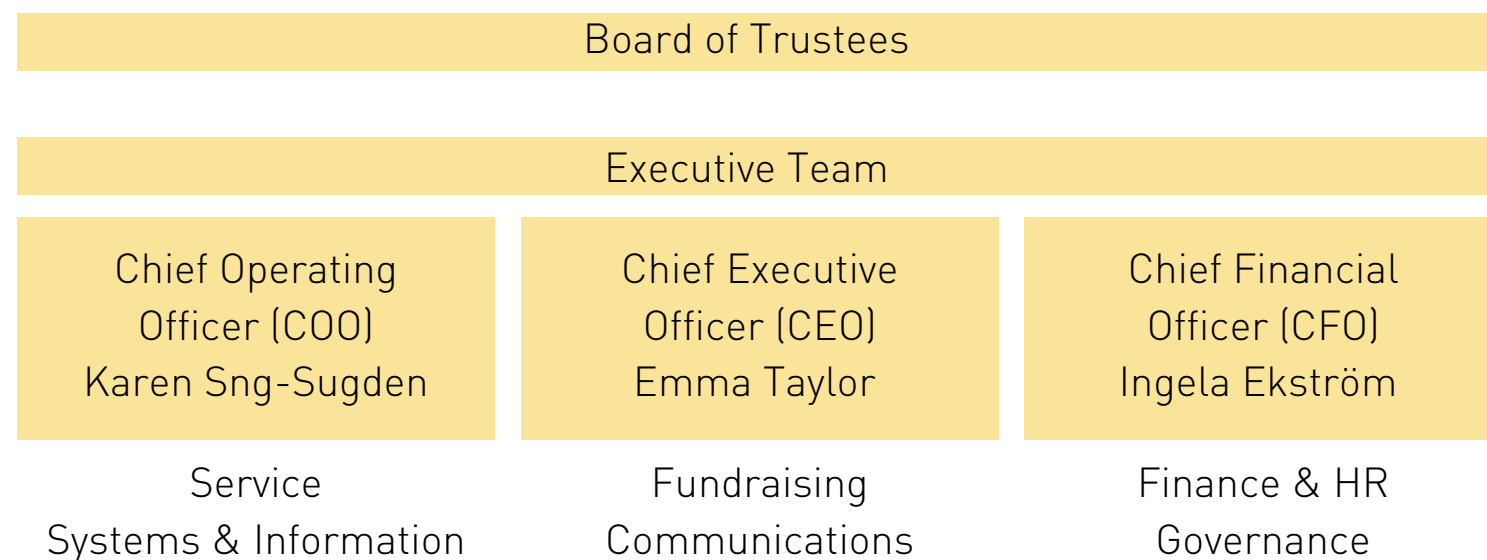 Board of Trustees
Executive Team
Chief Operating
Officer (COO)
Karen Sng-Sugden
Chief Executive
Officer (CEO)
Emma Taylor
Chief Financial
Officer (CFO)
Ingela Ekström
Service
Systems & Information
Fundraising
Communications
Finance & HR
Governance